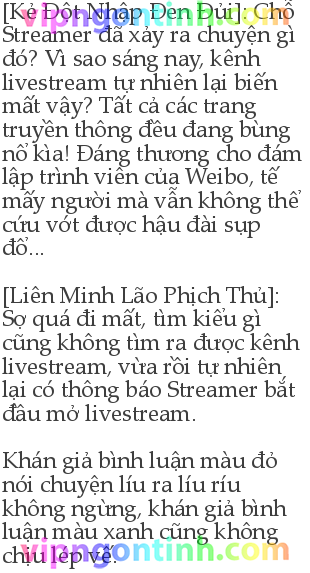 [Kẻ Đột Nhập Đen Đủi]: Chỗ
Streamer đã xảy ra chuyện gì
đó? Vì sao sáng nay, kênh
livestream tự nhiên lại biến
mất vậy? Tất cả các trang
truyền thông đều đang bùng
nổ kìa! Đáng thương cho đám
lập trình viên của Weibo, tế
mấy người mà vẫn không thể
cứu vớt được hậu đài sụp
đổ...
[Liên Minh Lão Phịch Thủ]:
Sợ quá đi mất, tìm kiểu gì
cũng không tìm ra được kênh
livestream, vừa rồi tự nhiên
lại có thông báo Streamer bắt
đầu mở livestream.
Khán giả bình luận màu đỏ
nói chuyện líu ra líu ríu
không ngừng, khán giả bình
luận màu xanh cũng không
chịu lép vế.
vipngontinh.com